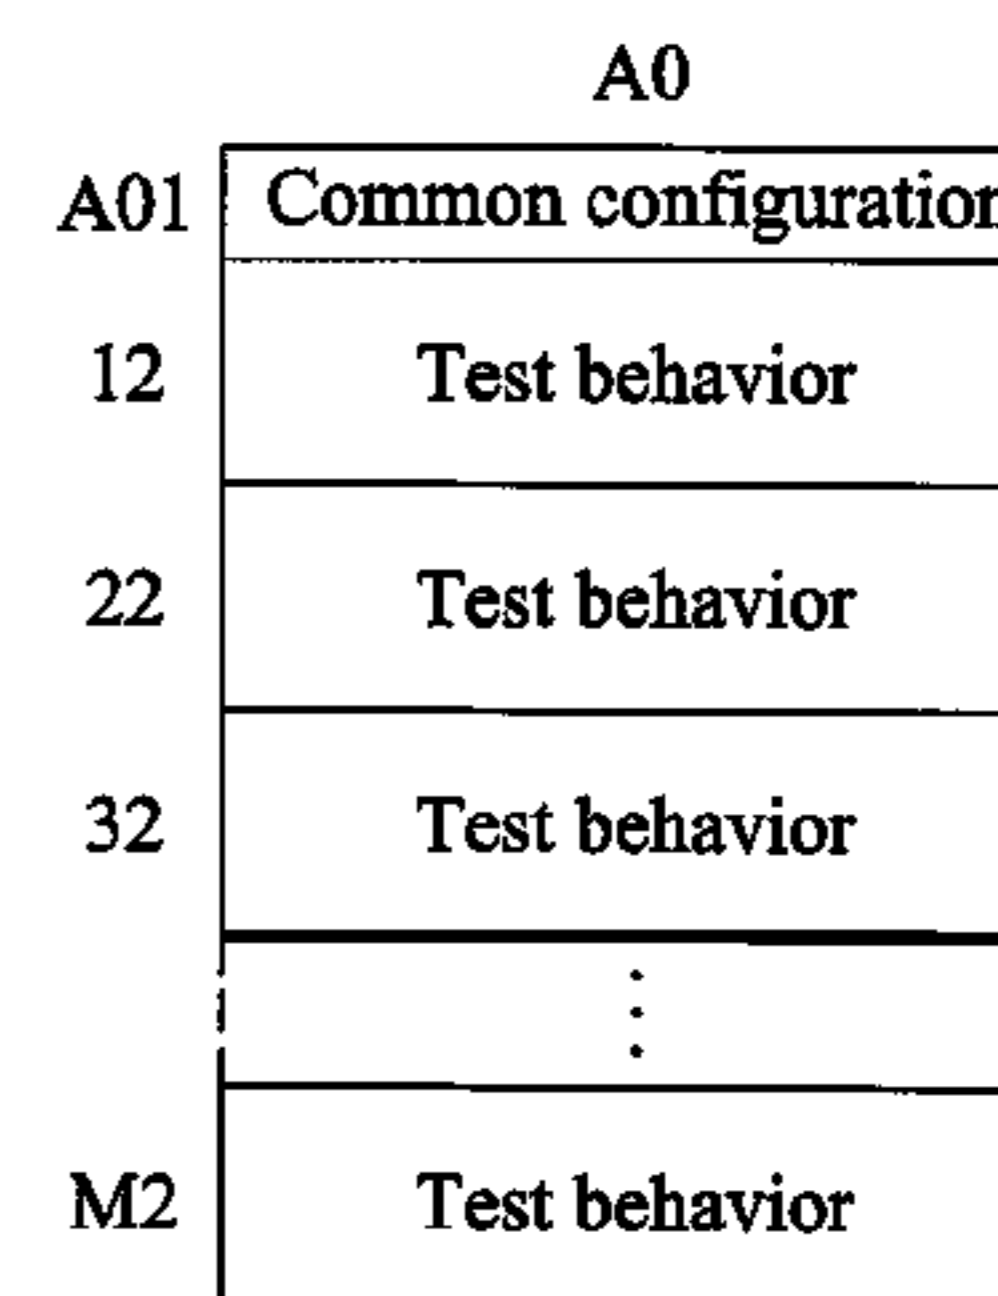 A0
A01 Common configuration
12 Test behavior
22 Test behavior
32 Test behavior
M2 Test behavior